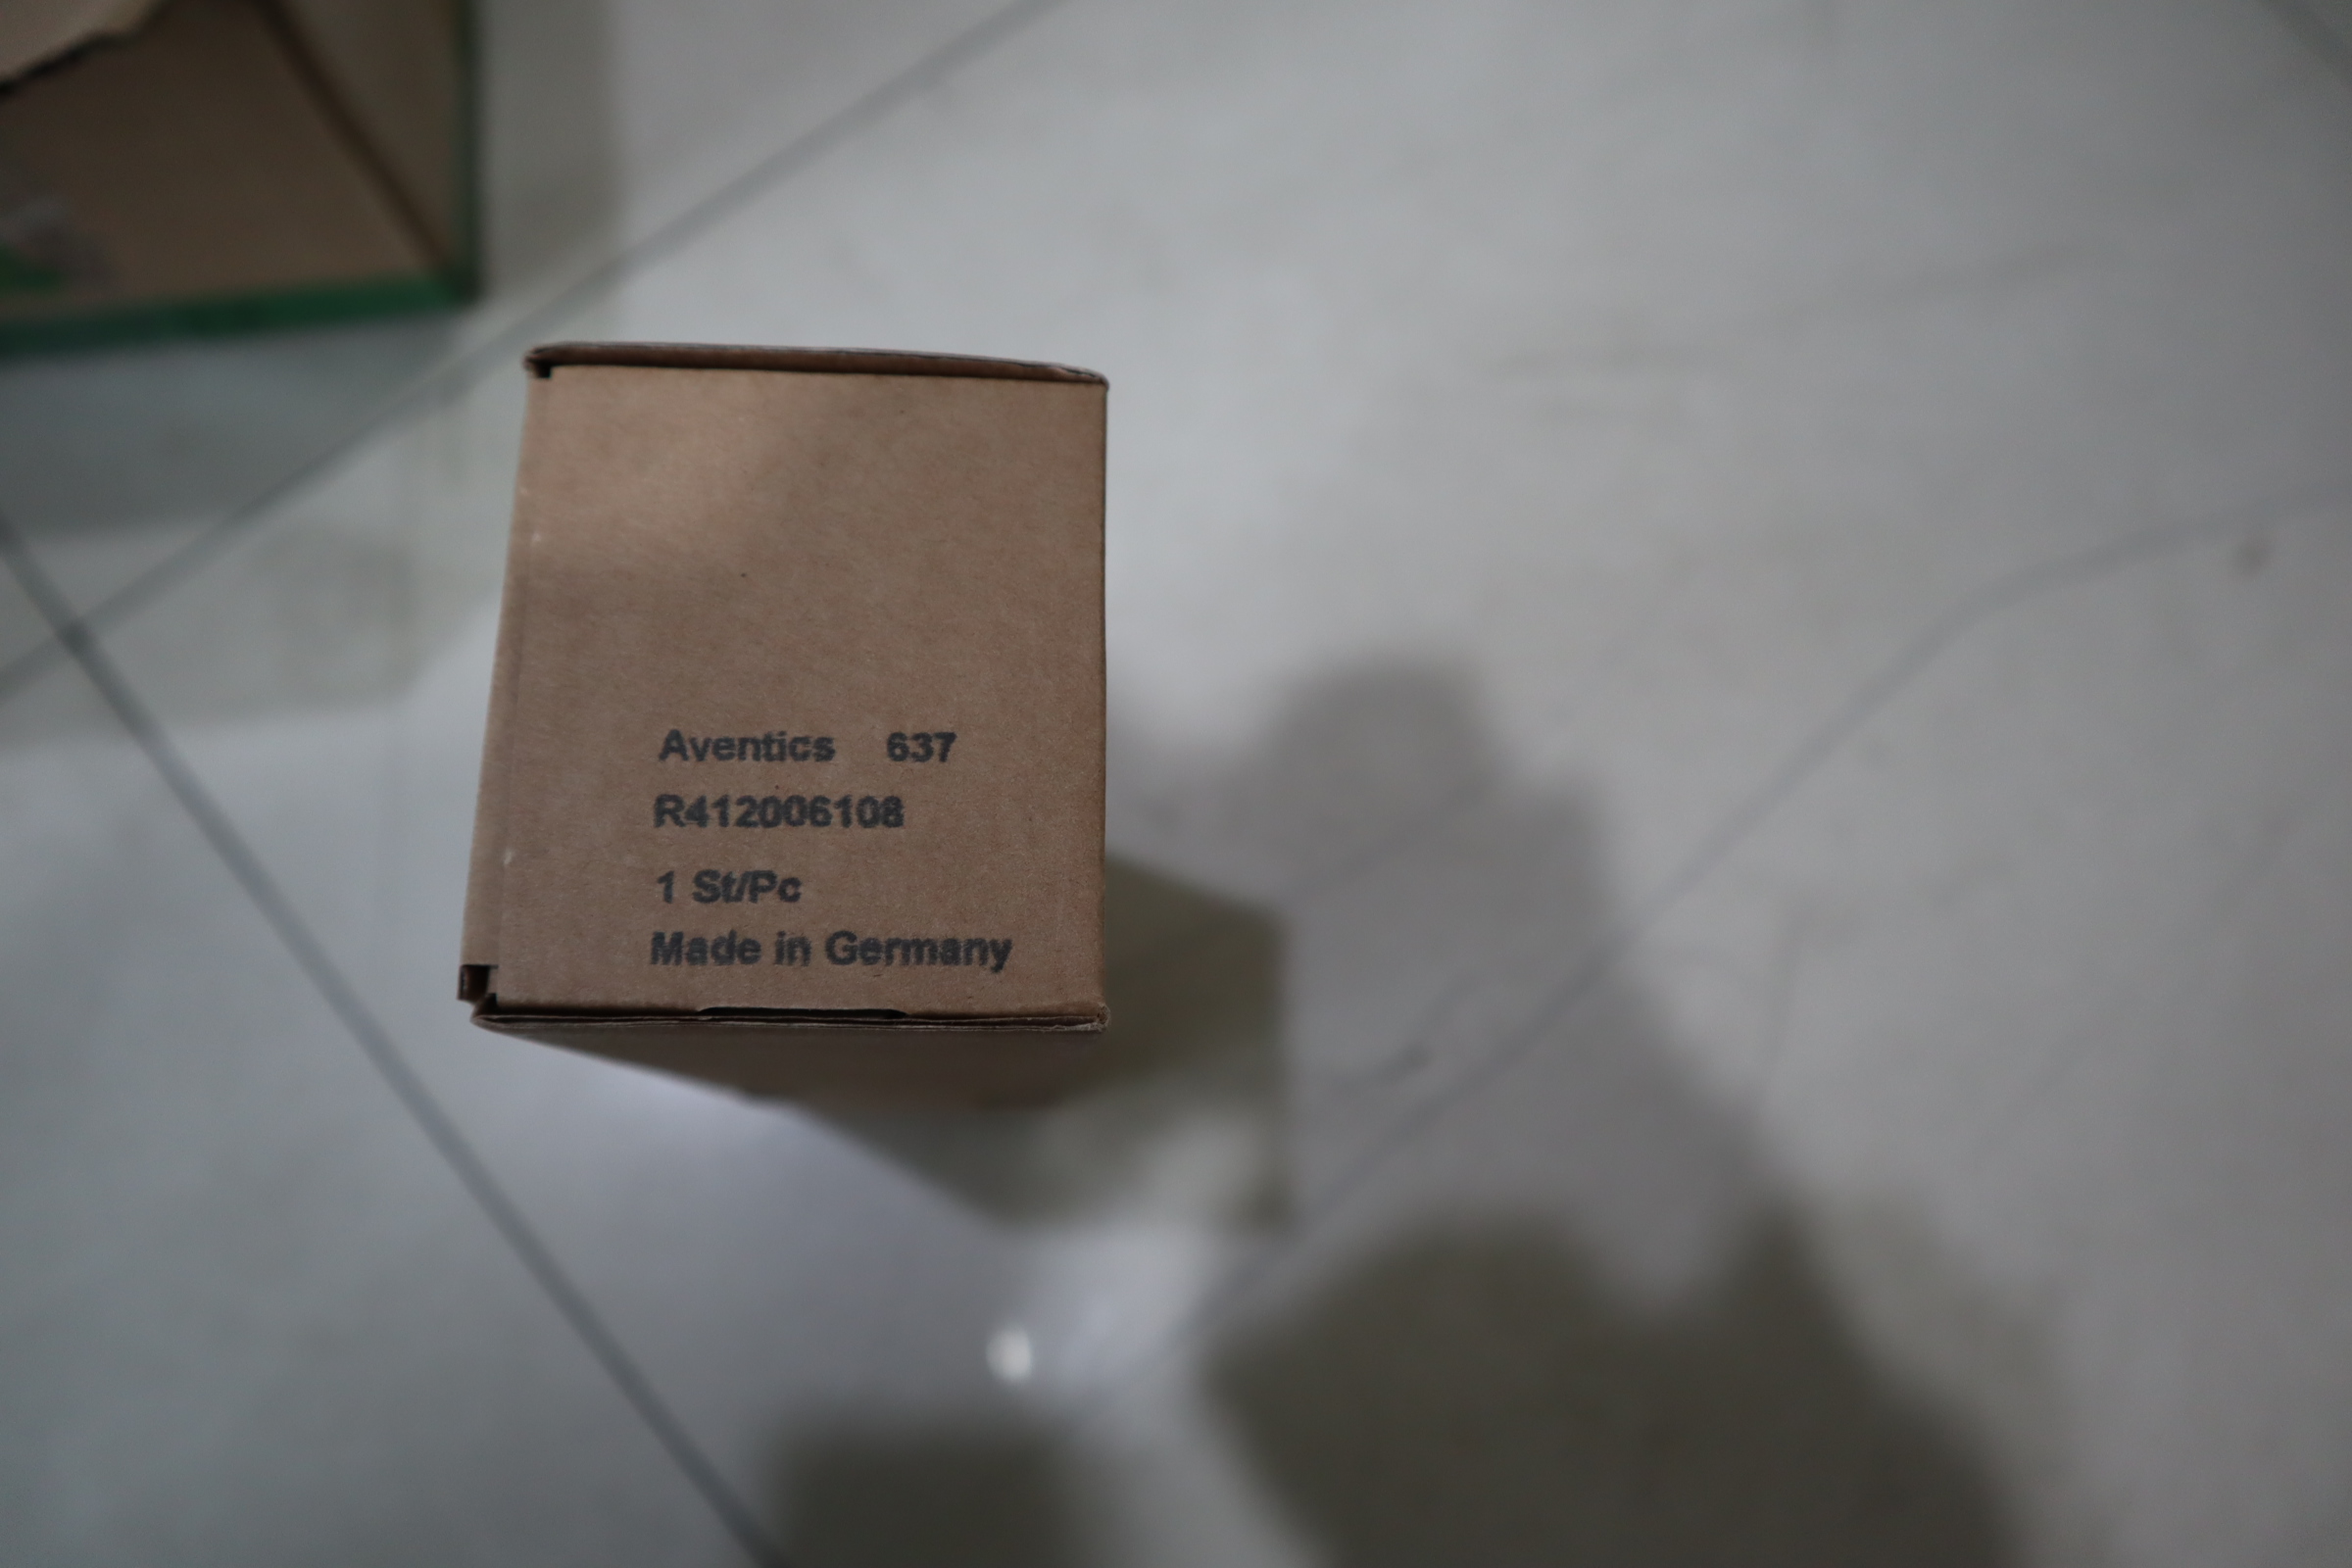 Aventics 637
R412006108
1 St/Pc
Made in Germany